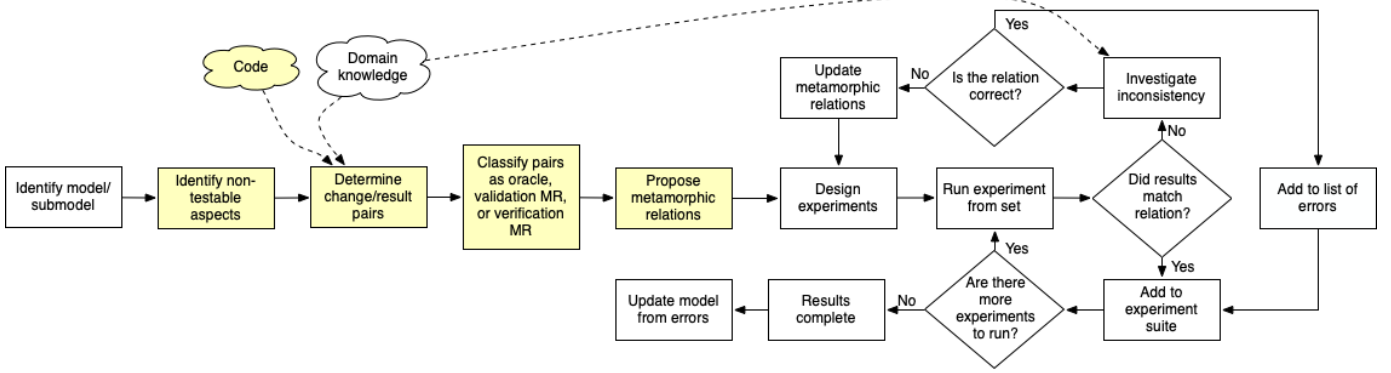 Yes
Code
Domain
knowledge
Update
metamorphic
relations
No
Is the relation
correct?
Investigate
inconsistency
No
Identify model/
submodel
Identify non-
testable
aspects
Determine
change/result
pairs
Classify pairs
as oracle,
validation MR,
or verification
MR
Propose
metamorphic
relations
Design
experiments
Run experiment
from set
Did results
match
relation?
Add to list of
errors
Yes
Yes
Update model
from errors
Results
complete
No
Are there
more
experiments
to run?
Add to
experiment
suite